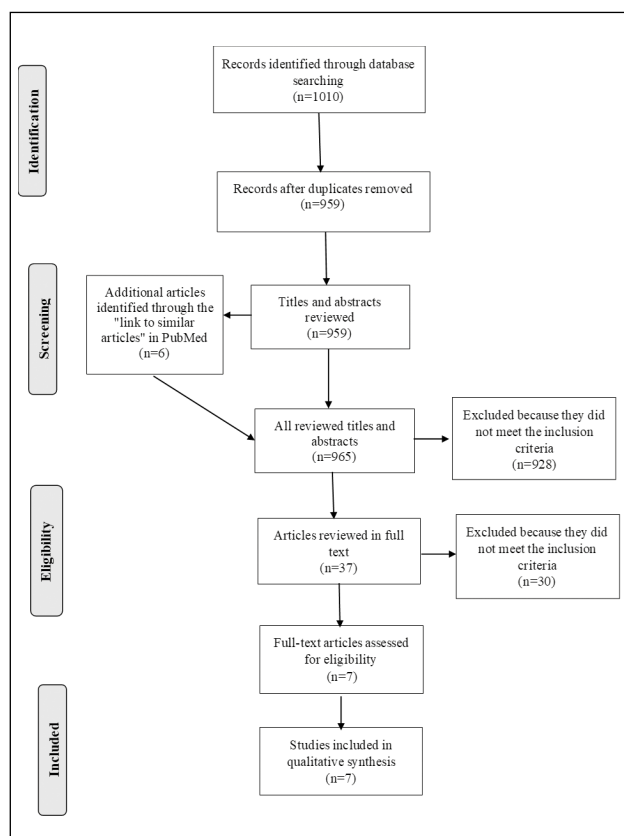 Records identified through database
searching
(n=1010)
Identification
Records after duplicates removed
(n=959)
Additional articles
identified through the
"link to similar
articles" in PubMed
(n=6)
Titles and abstracts
reviewed
(n=959)
Screening
All reviewed titles and
abstracts
(n=965)
Excluded because they did
not meet the inclusion
criteria
(n=928)
Eligibility
Articles reviewed in full
text
(n=37)
Excluded because they did
not meet the inclusion
criteria
(n=30)
Full-text articles assessed
for eligibility
(n=7)
Included
Studies included in
qualitative synthesis
(n=7)